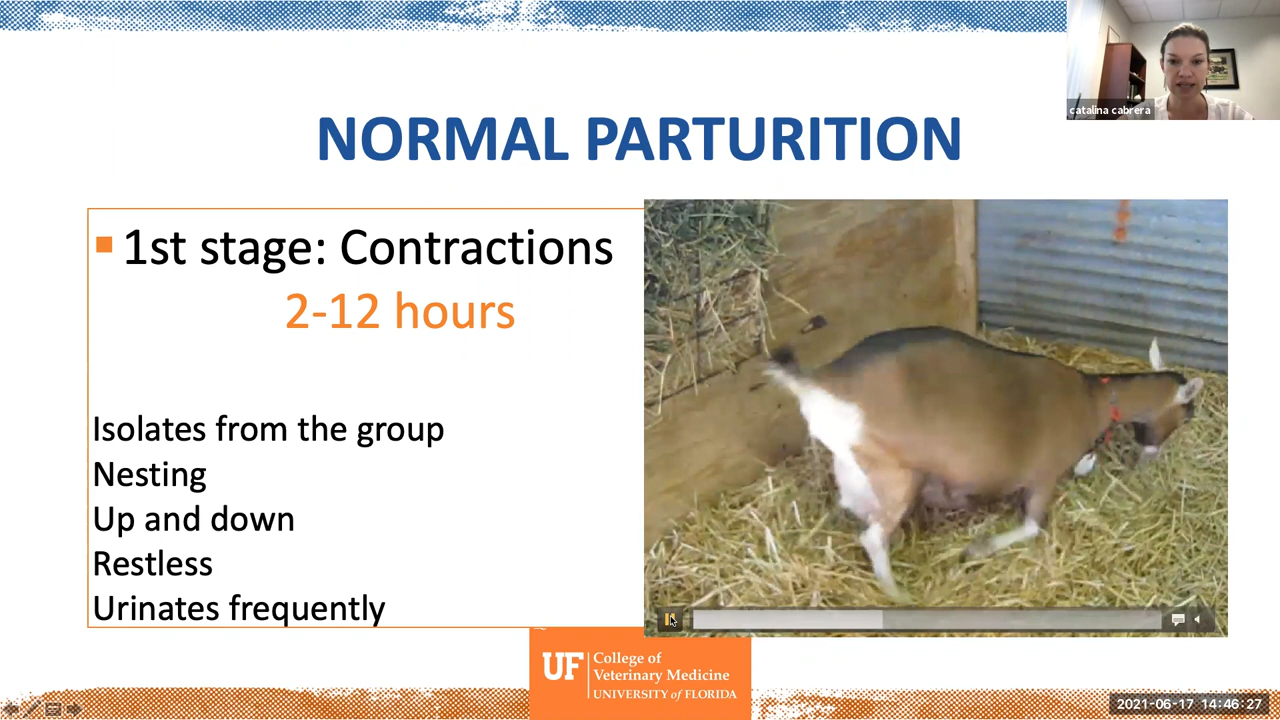 catalina cabrera
NORMAL PARTURITION
1st stage: Contractions
2-12 hours
Isolates from the group
Nesting
Up and down
Restless
Urinates frequently
UF
College of
Veterinary Medicine
UNIVERSITY of FLORIDA
2021-06-17 14:46:27